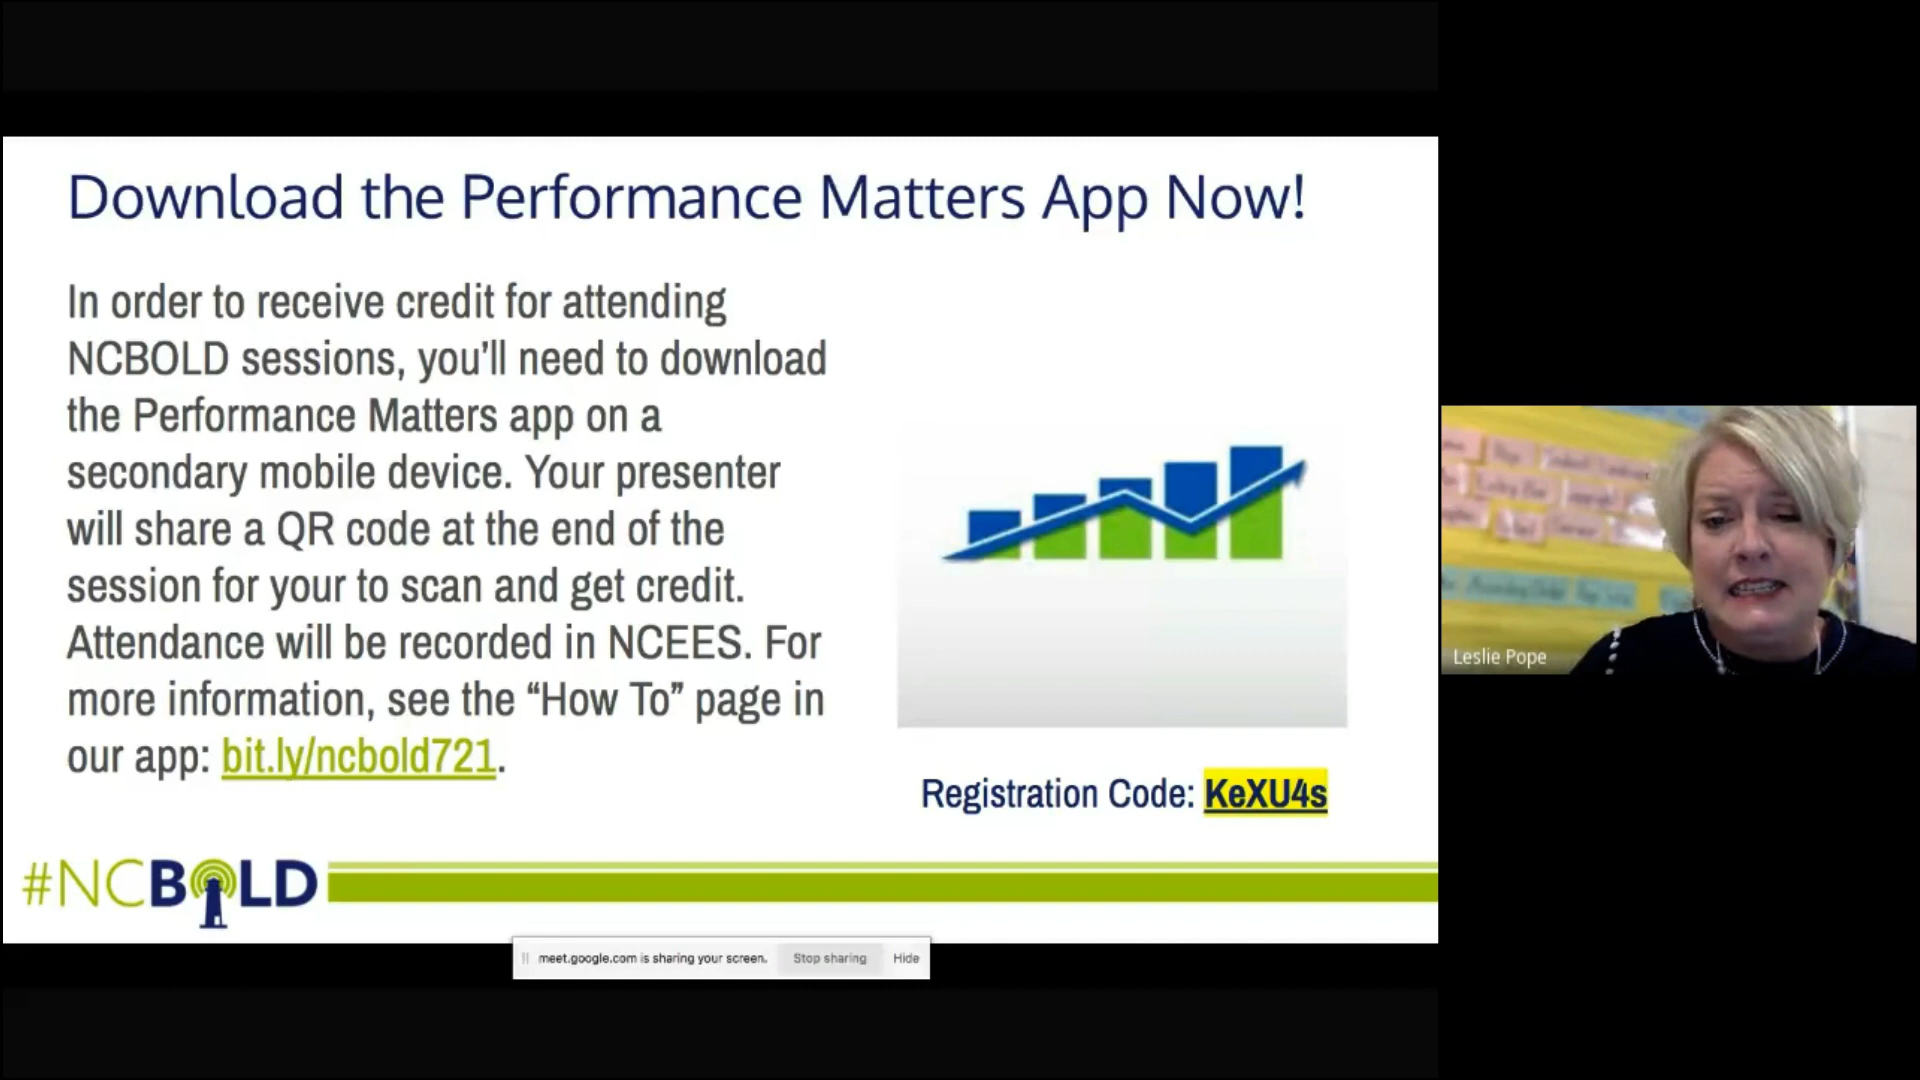 Download the Performance Matters App Now!
In order to receive credit for attending
NCBOLD sessions, you'll need to download
the Performance Matters app on a
secondary mobile device. Your presenter
will share a QR code at the end of the
session for your to scan and get credit.
Attendance will be recorded in NCEES. For
more information, see the “How To” page in
our app: bit.ly/ncbold721.
Registration Code: KeXU4s
#NCBOLD
meet.google.com is sharing your screen.
Stop sharing
Hide
Leslie Pope